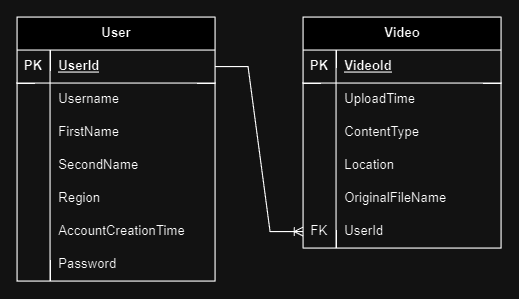 User
PK UserId
Username
FirstName
SecondName
Region
AccountCreationTime
Password
Video
PK VideoId
UploadTime
ContentType
Location
OriginalFileName
FK UserId